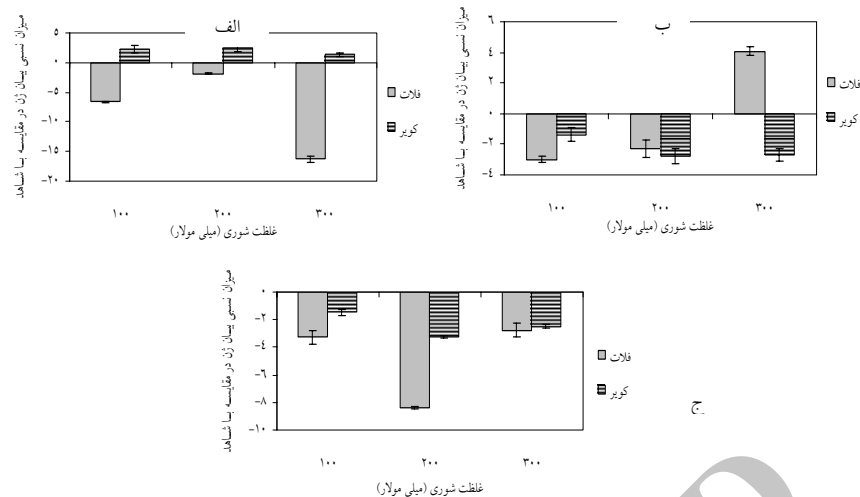 الف
میزان نسبی بیان ژن در مقایسه با شاهد
۵
۰
-۵
-۱۰
-۱۵
-۲۰
۱۰۰ ۲۰۰ ۳۰۰
غلظت شوری (میلی مولار)
فلات
کویر
ب
میزان نسبی بیان ژن در مقایسه با شاهد
۶
۴
۲
۰
-۲
-۴
۱۰۰ ۲۰۰ ۳۰۰
غلظت شوری (میلی مولار)
فلات
کویر
ج
میزان نسبی بیان ژن در مقایسه با شاهد
۰
-۲
-۴
-۶
-۸
-۱۰
۱۰۰ ۲۰۰ ۳۰۰
غلظت شوری (میلی مولار)
فلات
کویر